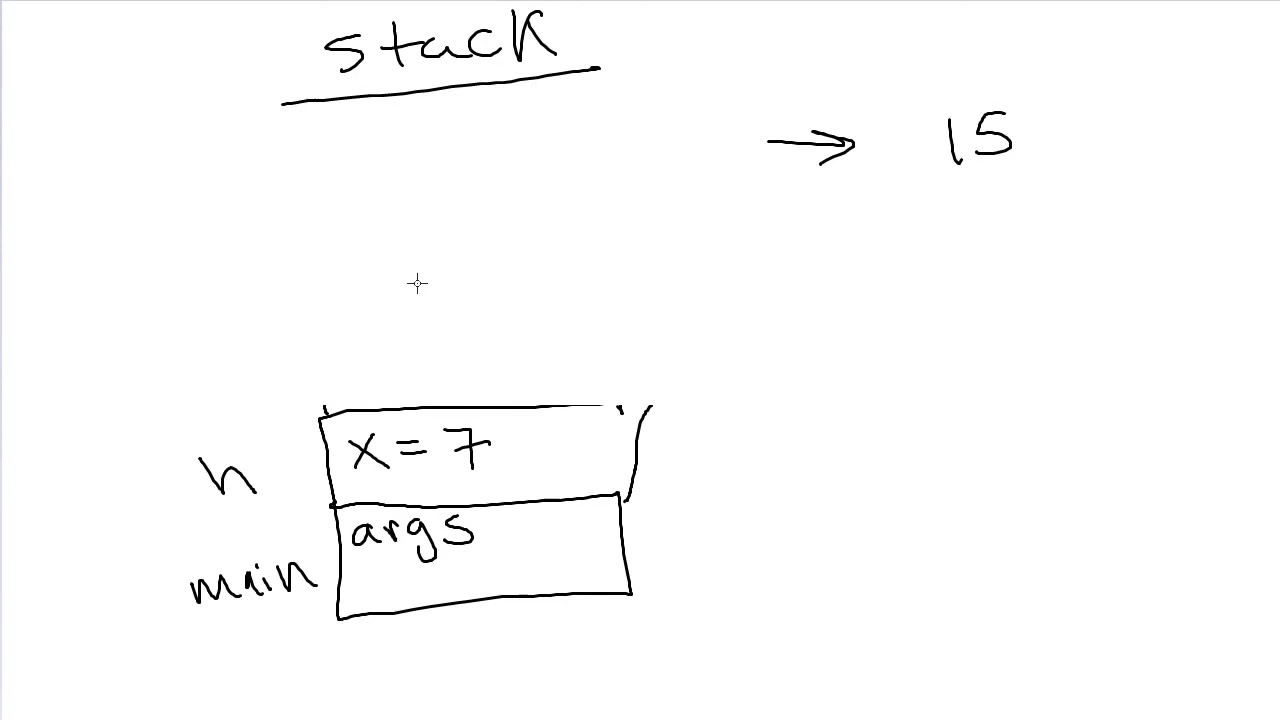 stack
→ 15
h
x = 7
args
main